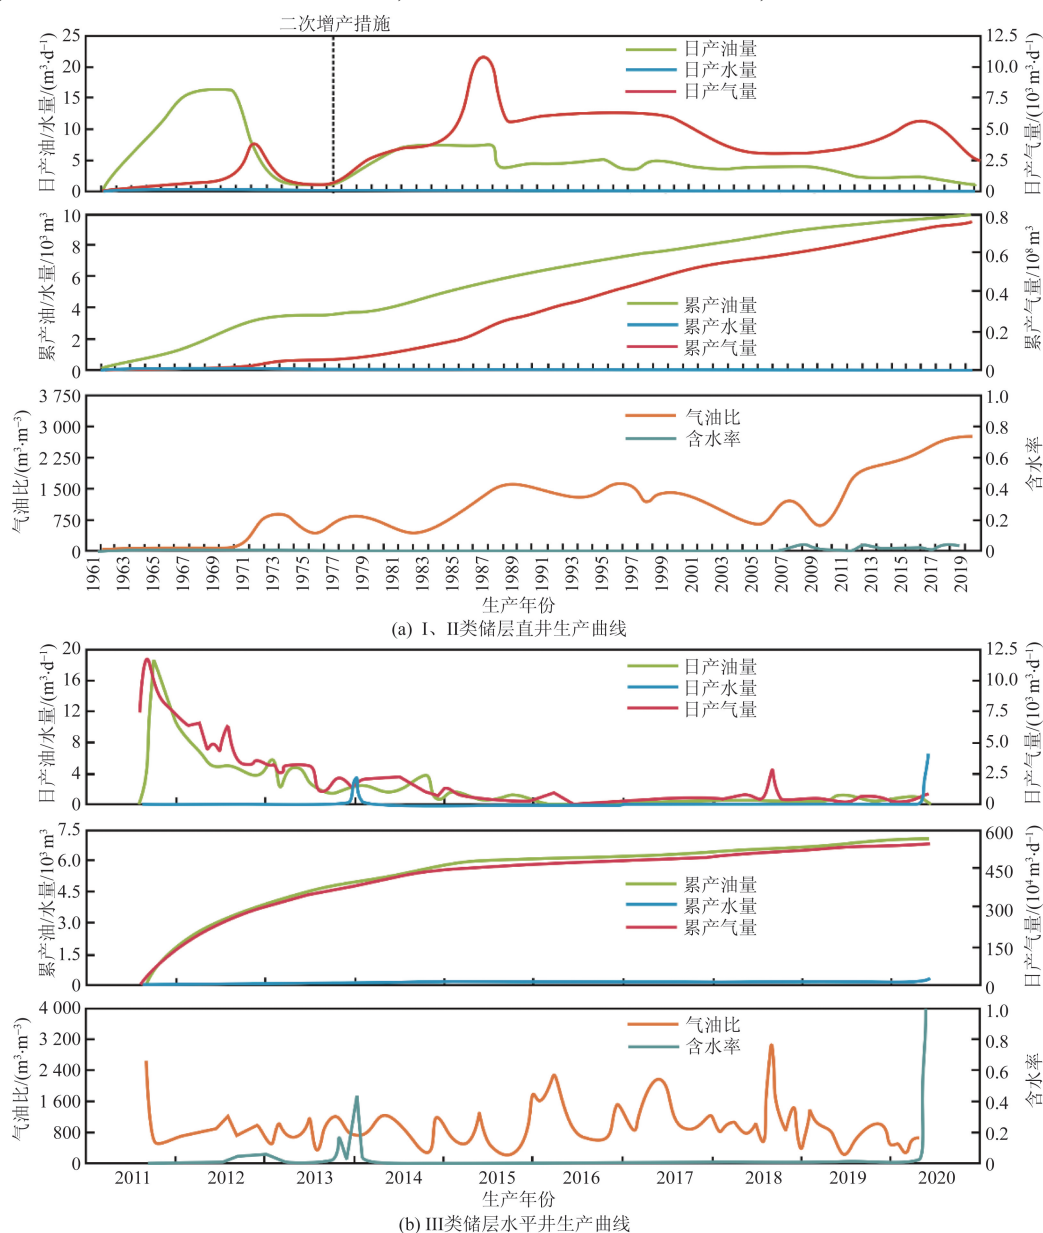 二次增产措施
日产油/水量/(m³·d⁻¹)
25
20
15
10
5
0
日产油量
日产水量
日产气量
12.5
10.0
7.5
5.0
2.5
0
日产气量/(10³ m³·d⁻¹)
累产油/水量/10³ m³
10
8
6
4
2
0
累产油量
累产水量
累产气量
0.8
0.6
0.4
0.2
0
累产气量/10⁸ m³
气油比/(m³·m⁻³)
3 750
3 000
2 250
1 500
750
0
气油比
含水率
1.0
0.8
0.6
0.4
0.2
0
含水率
1961 1963 1965 1967 1969 1971 1973 1975 1977 1979 1981 1983 1985 1987 1989 1991 1993 1995 1997 1999 2001 2003 2005 2007 2009 2011 2013 2015 2017 2019
生产年份
(a) I、II类储层直井生产曲线
日产油/水量/(m³·d⁻¹)
20
16
12
8
4
0
日产油量
日产水量
日产气量
12.5
10.0
7.5
5.0
2.5
0
日产气量/(10³ m³·d⁻¹)
累产油/水量/10³ m³
7.5
6.0
4.5
3.0
1.5
0
累产油量
累产水量
累产气量
600
450
300
150
0
日产气量/(10⁴ m³·d⁻¹)
气油比/(m³·m⁻³)
4 000
3 200
2 400
1 600
800
0
气油比
含水率
1.0
0.8
0.6
0.4
0.2
0
含水率
2011 2012 2013 2014 2015 2016 2017 2018 2019 2020
生产年份
(b) III类储层水平井生产曲线